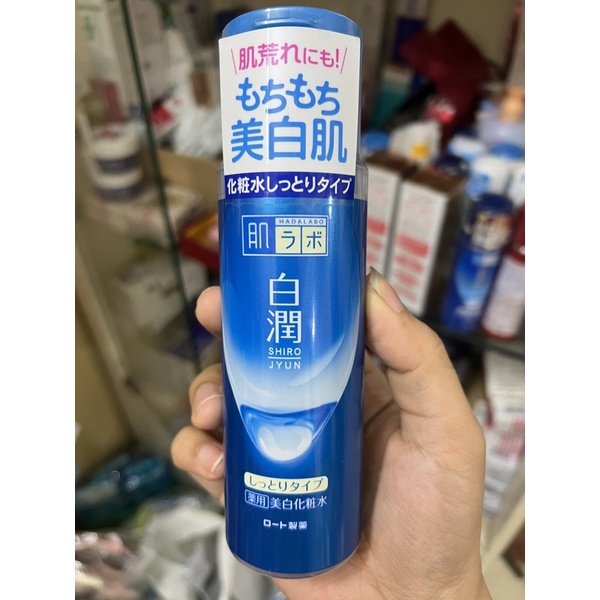 肌荒れにも!
もちもち
美白肌
化粧水しっとりタイプ
HADALABO
肌ラボ
白潤
SHIRO
JYUN
しっとりタイプ
薬用 美白化粧水
ロート製薬